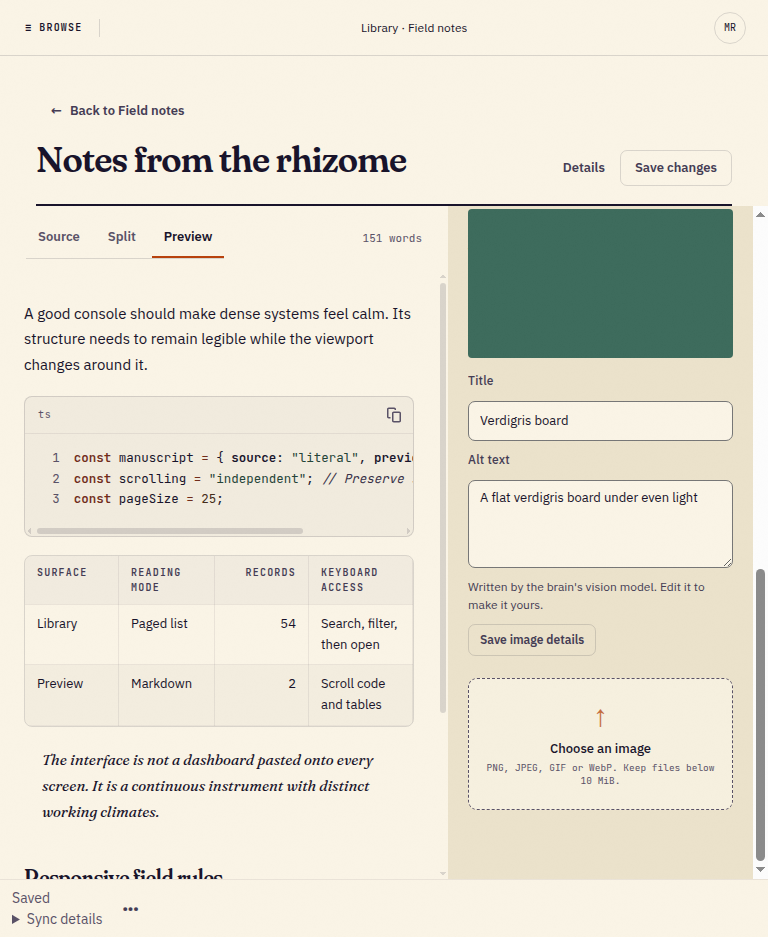 ≡ BROWSE
Library · Field notes
MR
← Back to Field notes
Notes from the rhizome
Details
Save changes
Source
Split
Preview
151 words
A good console should make dense systems feel calm. Its
structure needs to remain legible while the viewport
changes around it.
ts
1 const manuscript = { source: "literal", previ
2 const scrolling = "independent"; // Preserve
3 const pageSize = 25;
SURFACE
READING
MODE
RECORDS
KEYBOARD
ACCESS
Library
Paged list
54
Search, filter,
then open
Preview
Markdown
2
Scroll code
and tables
The interface is not a dashboard pasted onto every
screen. It is a continuous instrument with distinct
working climates.
Responsive field rules
Title
Verdigris board
Alt text
A flat verdigris board under even light
Written by the brain's vision model. Edit it to
make it yours.
Save image details
↑
Choose an image
PNG, JPEG, GIF or WebP. Keep files below
10 MiB.
Saved
▶ Sync details
•••